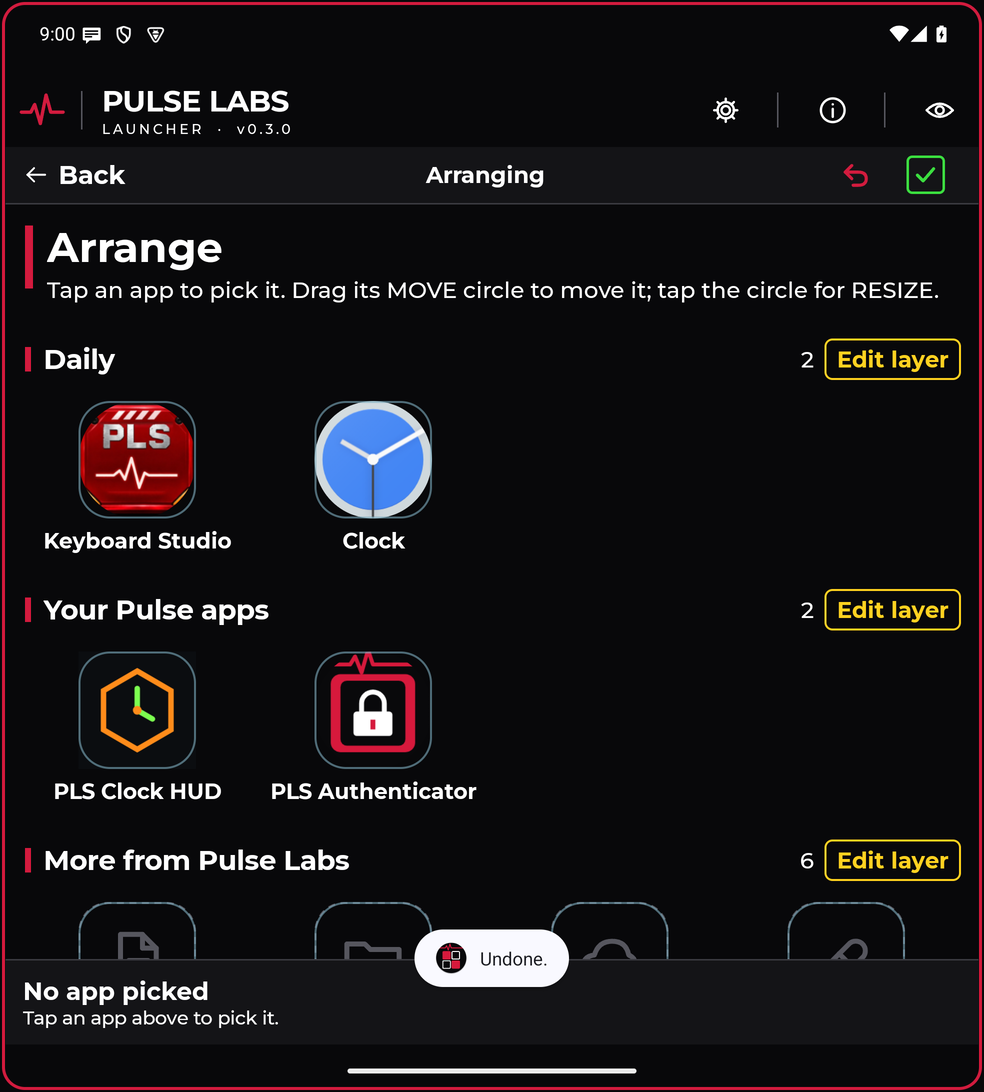 9:00
PULSE LABS
LAUNCHER · v0.3.0
Back
Arranging
Arrange
Tap an app to pick it. Drag its MOVE circle to move it; tap the circle for RESIZE.
Daily
2
Edit layer
PLS
Keyboard Studio
Clock
Your Pulse apps
2
Edit layer
PLS Clock HUD
PLS Authenticator
More from Pulse Labs
6
Edit layer
Undone.
No app picked
Tap an app above to pick it.